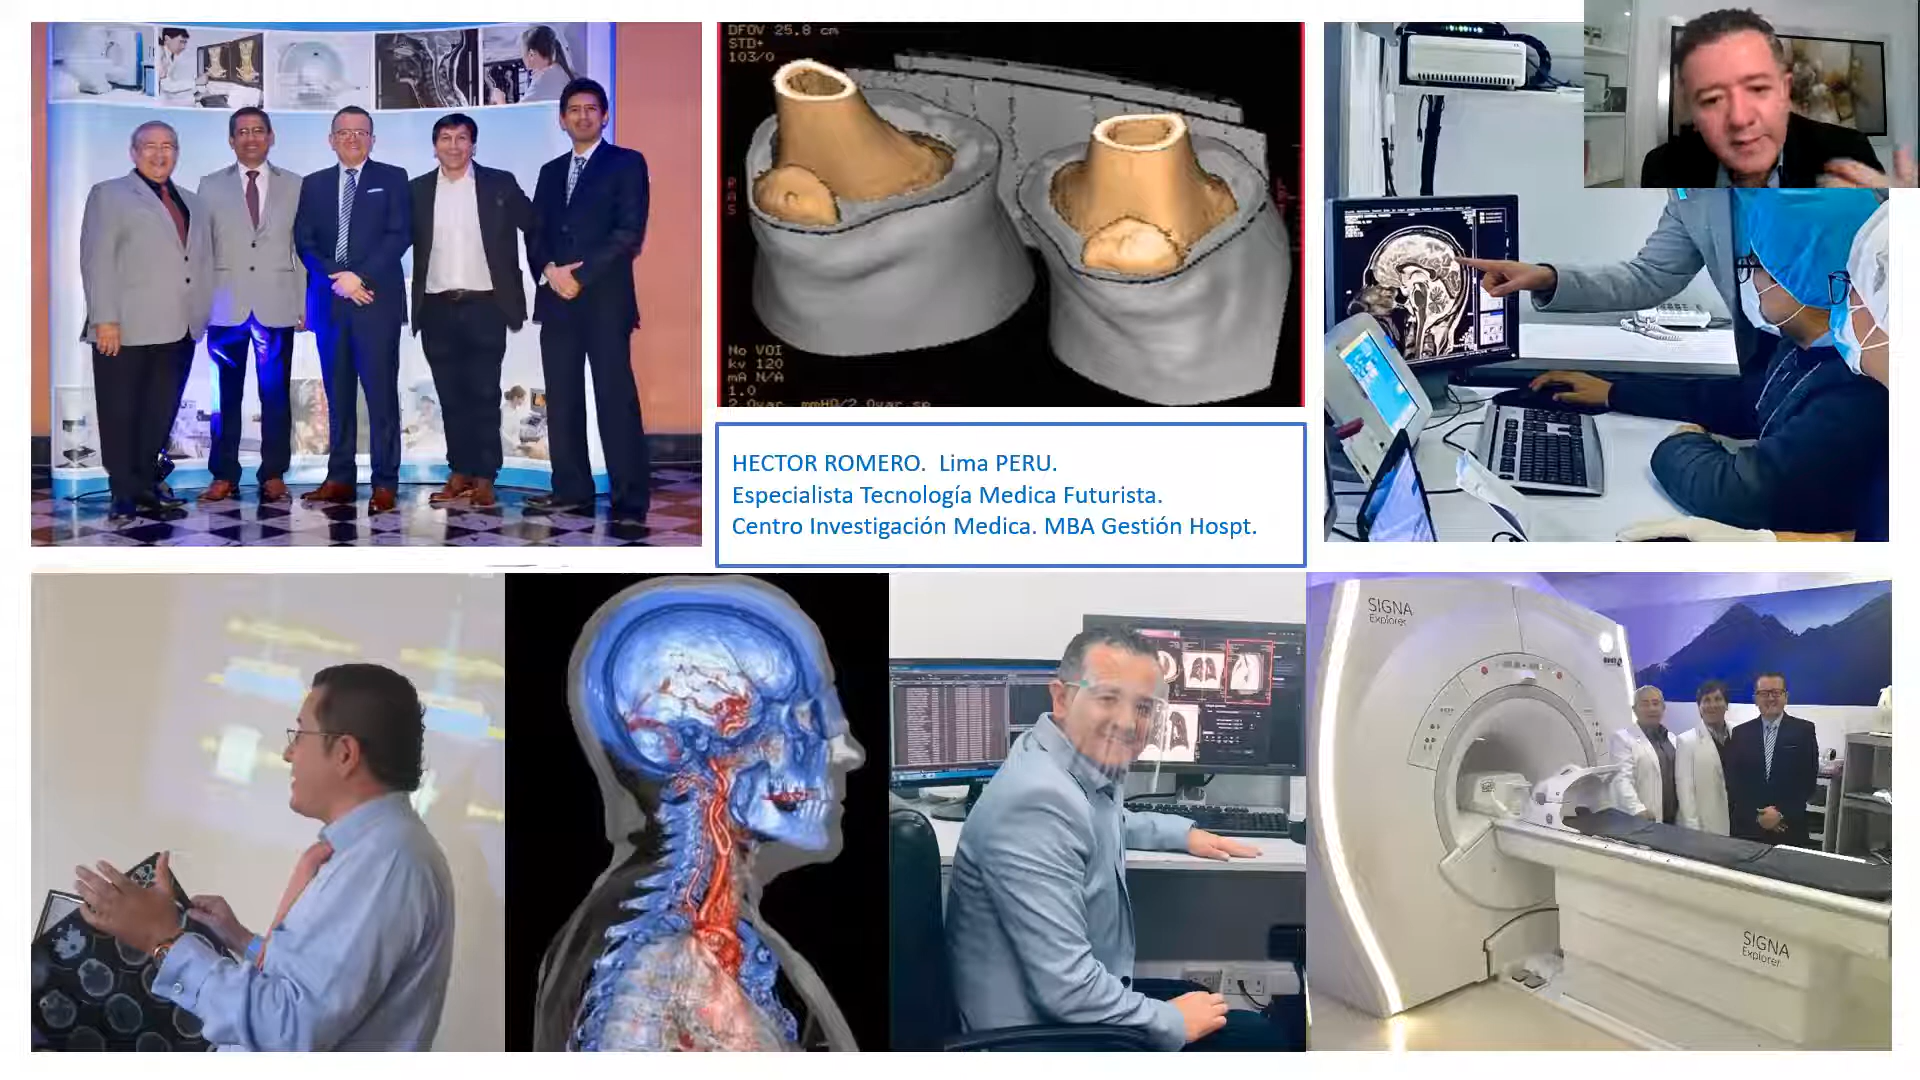 DFOV 25.8 cm
STD+
103/0
No VOI
kv 120
mA N/A
1.0
HECTOR ROMERO. Lima PERU.
Especialista Tecnología Medica Futurista.
Centro Investigación Medica. MBA Gestión Hospt.
SIGNA
Explorer
SIGNA
Explorer